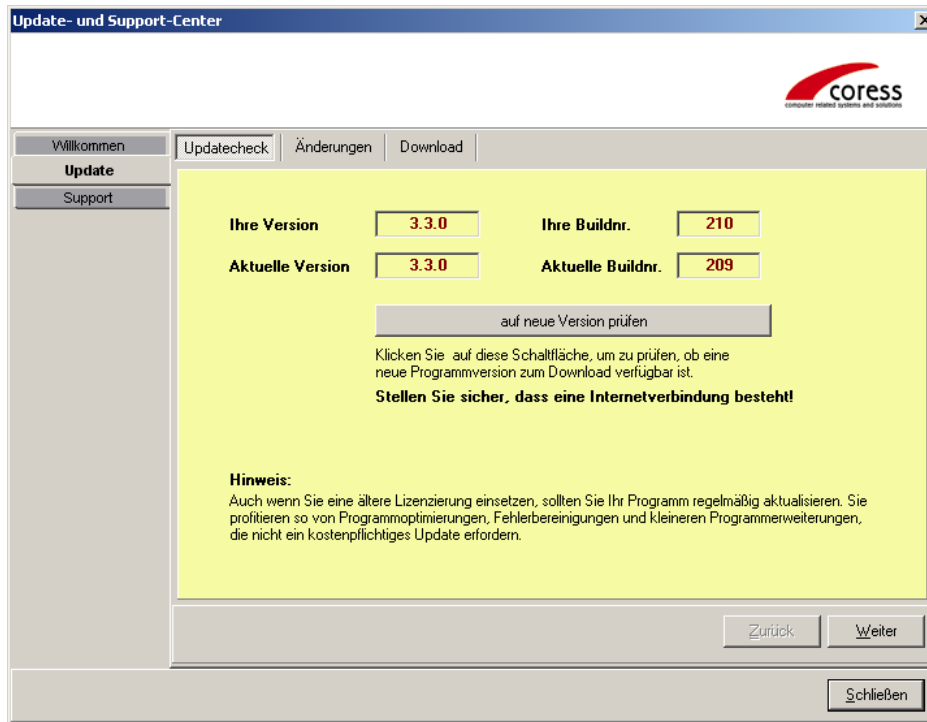 Update- und Support-Center
coress
computer related systems and solutions
Willkommen
Update
Support
Updatecheck
Änderungen
Download
Ihre Version
3.3.0
Ihre Buildnr.
210
Aktuelle Version
3.3.0
Aktuelle Buildnr.
209
auf neue Version prüfen
Klicken Sie  auf diese Schaltfläche, um zu prüfen, ob eine
neue Programmversion zum Download verfügbar ist.
Stellen Sie sicher, dass eine Internetverbindung besteht!
Hinweis:
Auch wenn Sie eine ältere Lizenzierung einsetzen, sollten Sie Ihr Programm regelmäßig aktualisieren. Sie
profitieren so von Programmoptimierungen, Fehlerbereinigungen und kleineren Programmerweiterungen,
die nicht ein kostenpflichtiges Update erfordern.
Zurück
Weiter
Schließen